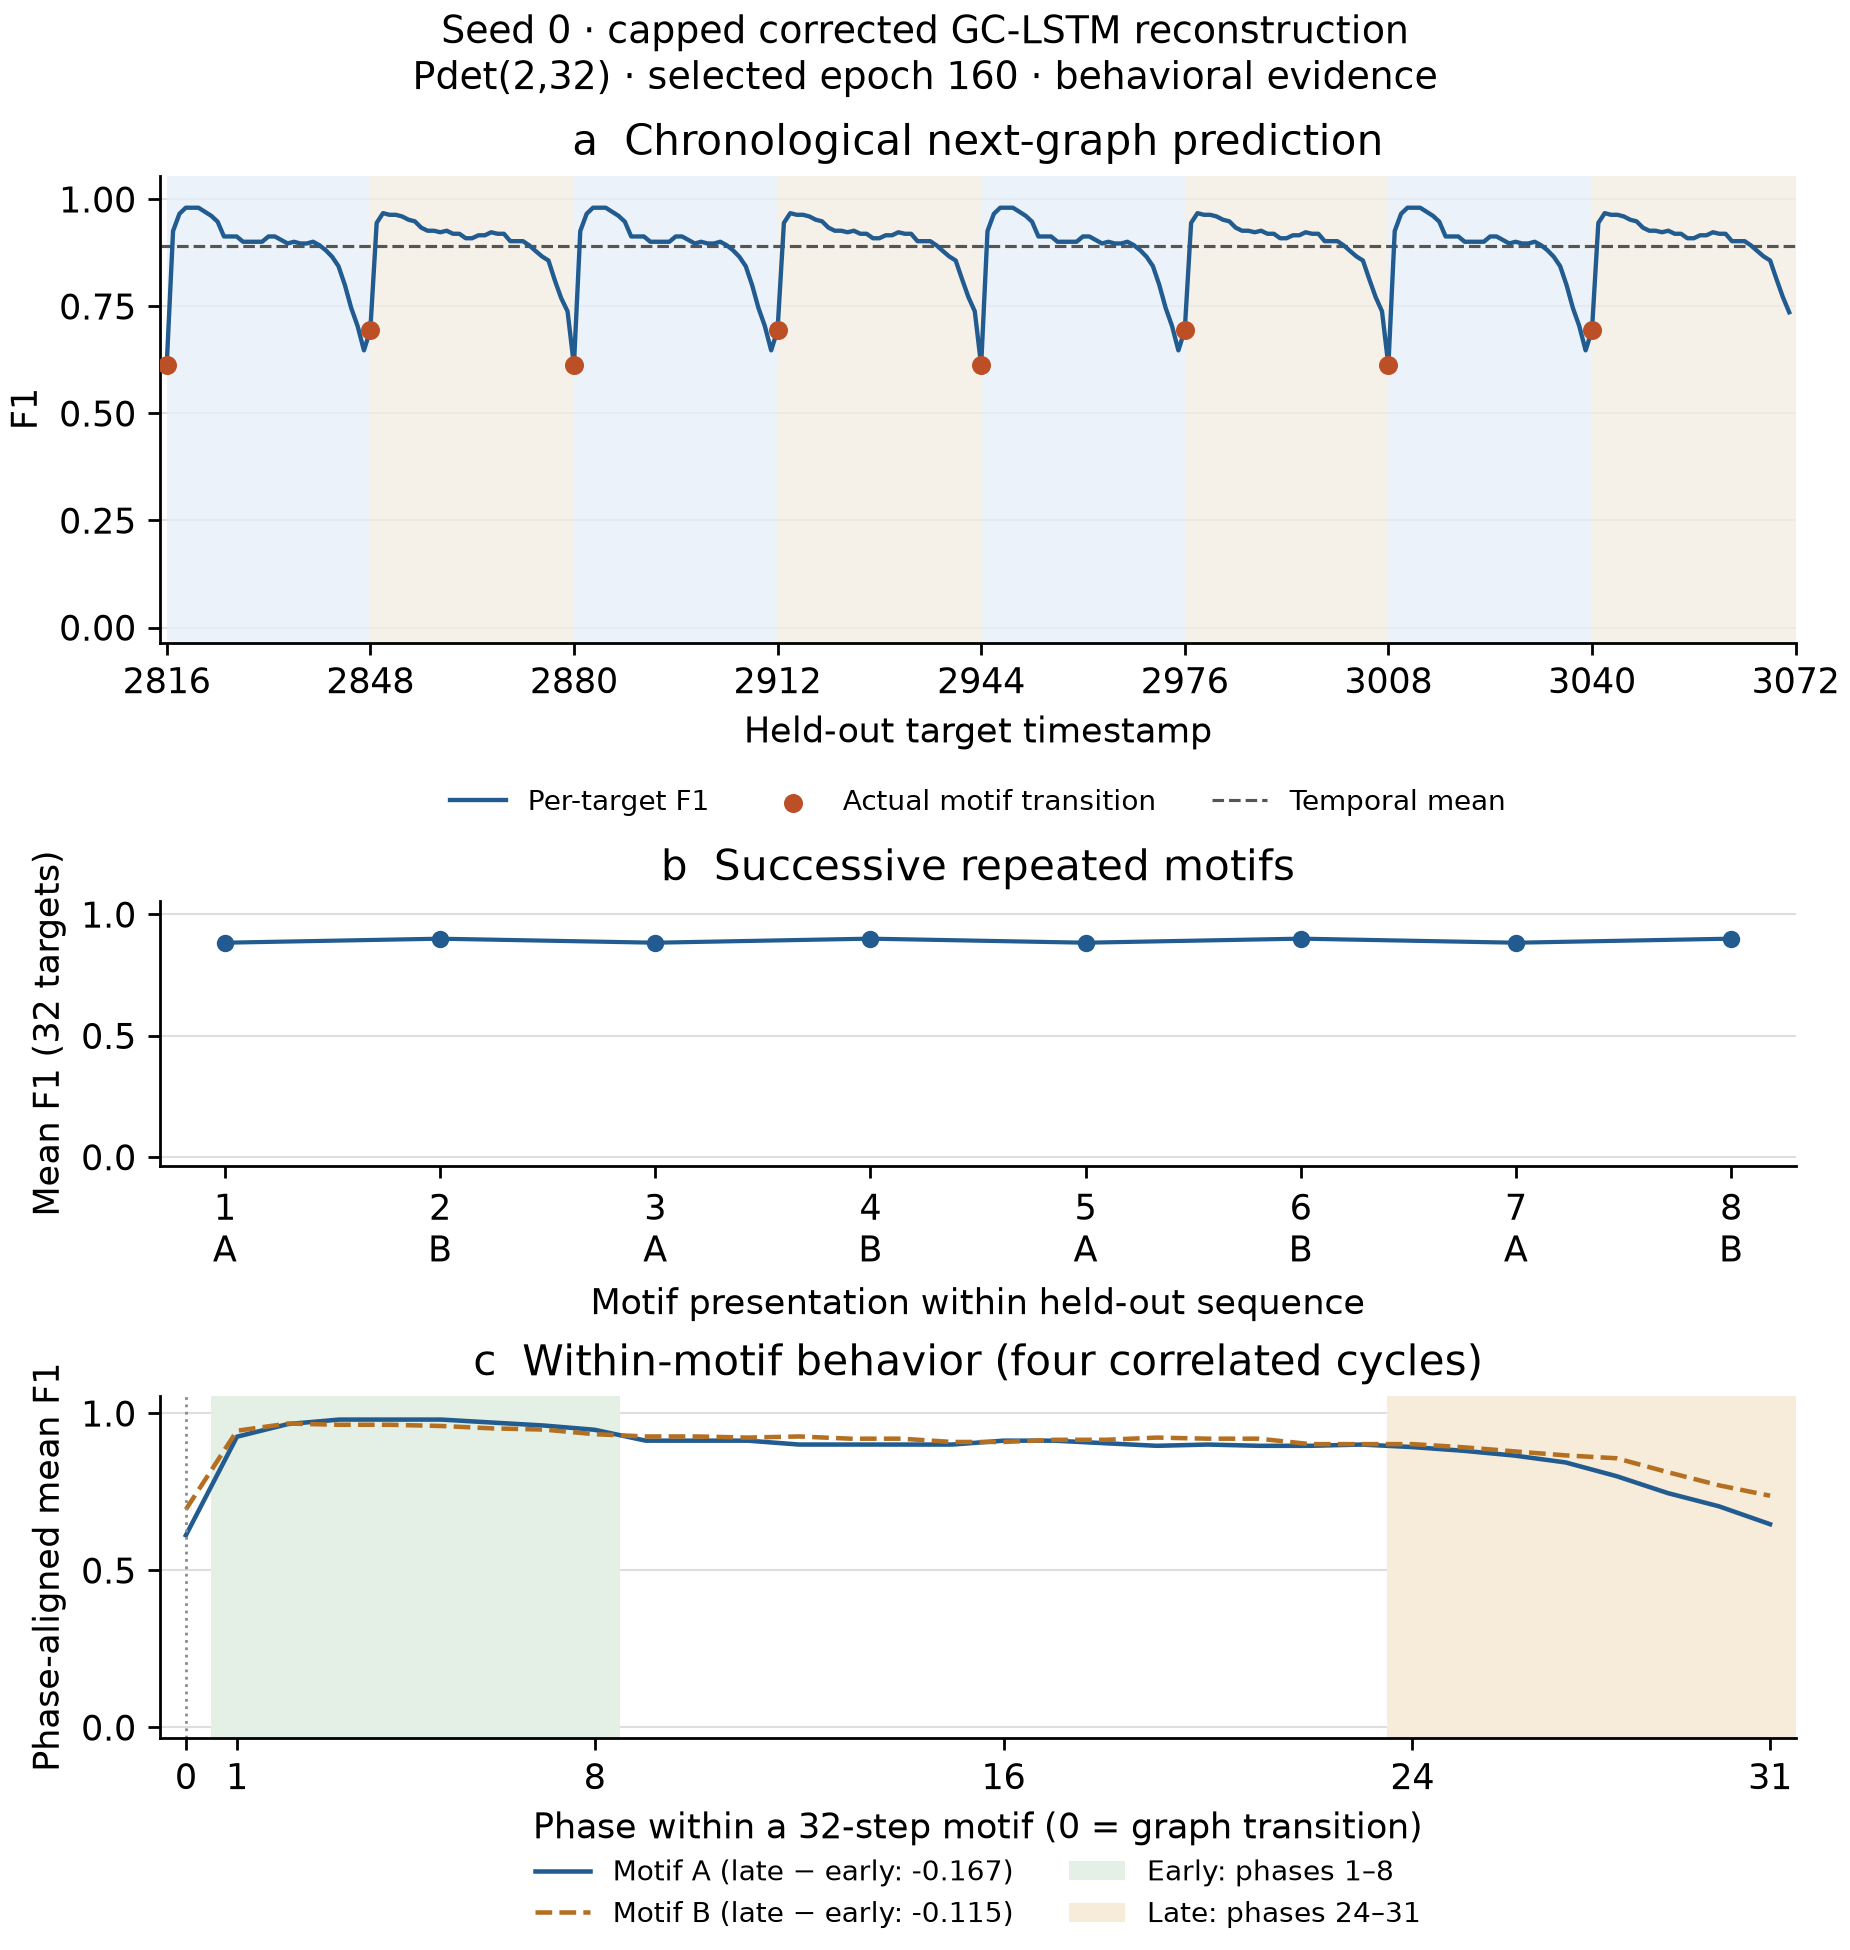 Seed 0 · capped corrected GC-LSTM reconstruction
Pdet(2,32) · selected epoch 160 · behavioral evidence
a Chronological next-graph prediction
F1
1.00
0.75
0.50
0.25
0.00
2816 2848 2880 2912 2944 2976 3008 3040 3072
Held-out target timestamp
Per-target F1 Actual motif transition Temporal mean
b Successive repeated motifs
Mean F1 (32 targets)
1.0
0.5
0.0
1 2 3 4 5 6 7 8
A B A B A B A B
Motif presentation within held-out sequence
c Within-motif behavior (four correlated cycles)
Phase-aligned mean F1
1.0
0.5
0.0
0 1 8 16 24 31
Phase within a 32-step motif (0 = graph transition)
Motif A (late − early: -0.167) Early: phases 1–8
Motif B (late − early: -0.115) Late: phases 24–31